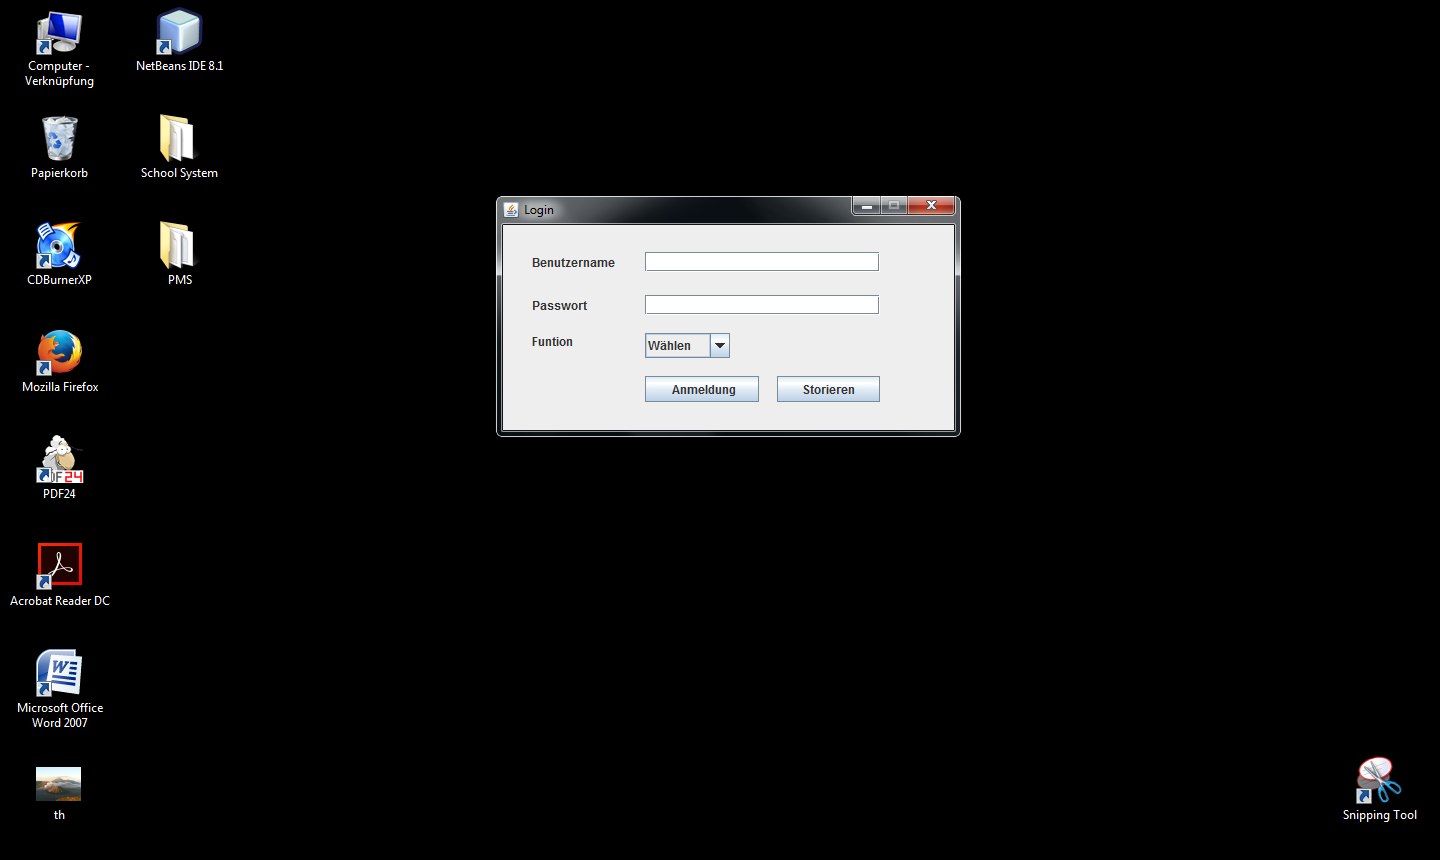 Computer -
Verknüpfung
NetBeans IDE 8.1
Papierkorb
School System
CDBurnerXP
PMS
Mozilla Firefox
PDF24
Acrobat Reader DC
Microsoft Office
Word 2007
th
Login
Benutzername
Passwort
Funtion
Wählen
Anmeldung
Storieren
Snipping Tool